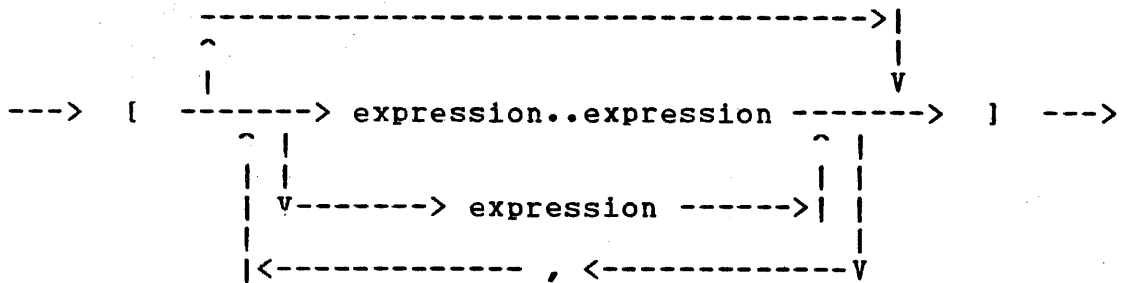 ---------------------------------->|
^ |
| V
---> [ -------> expression..expression -------> ] --->
^ | ^ |
| | | |
| V-------> expression ------>| |
| |
|<------------- , <--------------V